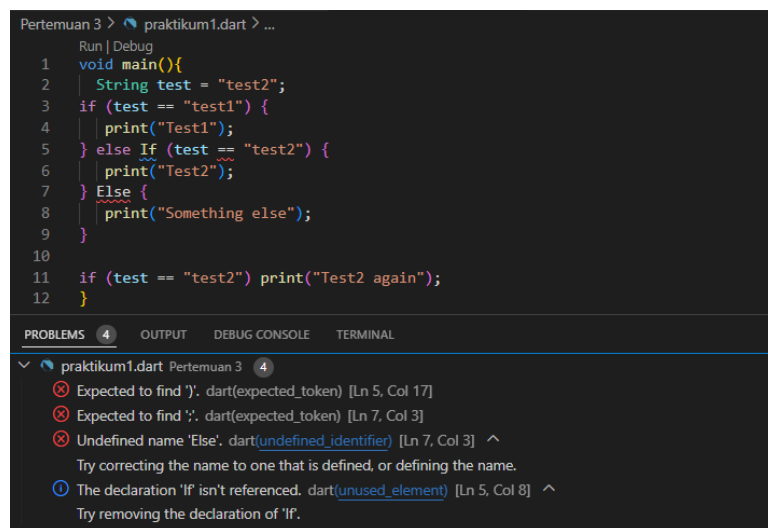 Pertemuan 3 > praktikum1.dart > ...
Run | Debug
1 void main(){
2 String test = "test2";
3 if (test == "test1") {
4 print("Test1");
5 } else If (test == "test2") {
6 print("Test2");
7 } Else {
8 print("Something else");
9 }
10
11 if (test == "test2") print("Test2 again");
12 }
PROBLEMS 4 OUTPUT DEBUG CONSOLE TERMINAL
praktikum1.dart Pertemuan 3 4
Expected to find ')'. dart(expected_token) [Ln 5, Col 17]
Expected to find ';'. dart(expected_token) [Ln 7, Col 3]
Undefined name 'Else'. dart(undefined_identifier) [Ln 7, Col 3]
Try correcting the name to one that is defined, or defining the name.
The declaration 'If' isn't referenced. dart(unused_element) [Ln 5, Col 8]
Try removing the declaration of 'If'.